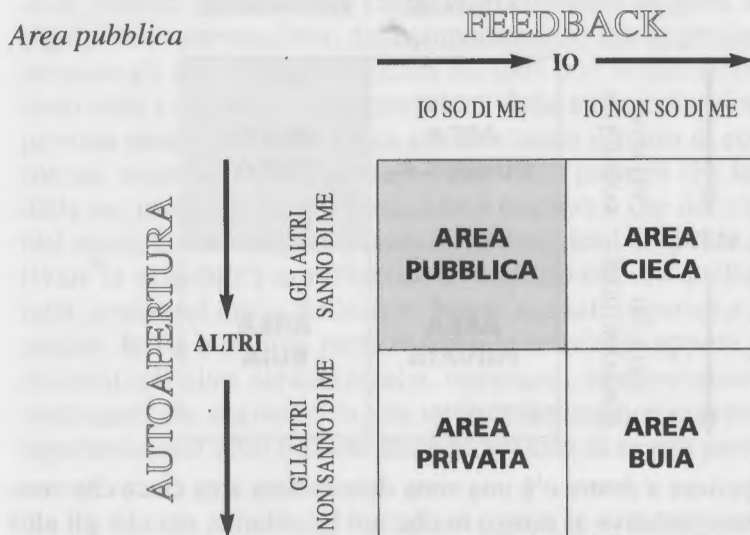 Area pubblica
FEEDBACK
IO
IO SO DI ME
IO NON SO DI ME
AUTOAPERTURA
ALTRI
GLI ALTRI
SANNO DI ME
GLI ALTRI
NON SANNO DI ME
AREA
PUBBLICA
AREA
CIECA
AREA
PRIVATA
AREA
BUIA